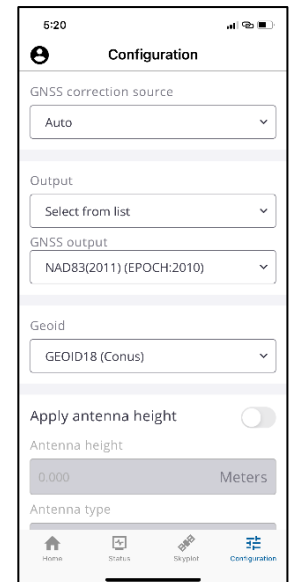 5:20
Configuration
GNSS correction source
Auto
Output
Select from list
GNSS output
NAD83(2011) (EPOCH:2010)
Geoid
GEOID18 (Conus)
Apply antenna height
Antenna height
0.000 Meters
Antenna type
Home Status Skyplot Configuration